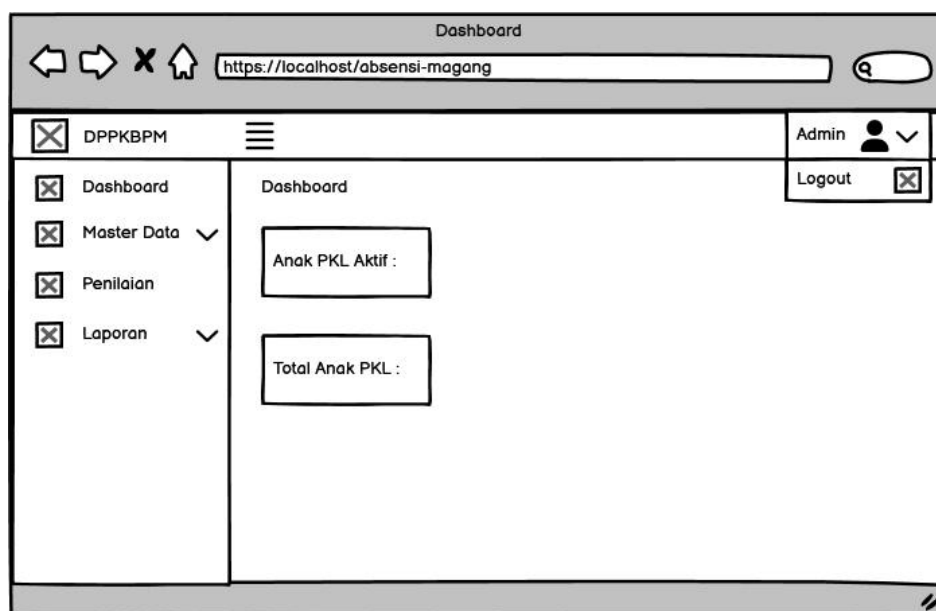 Dashboard
https://localhost/absensi-magang
DPPKBPM
Admin
Logout
Dashboard
Master Data
Penilaian
Laporan
Dashboard
Anak PKL Aktif :
Total Anak PKL :